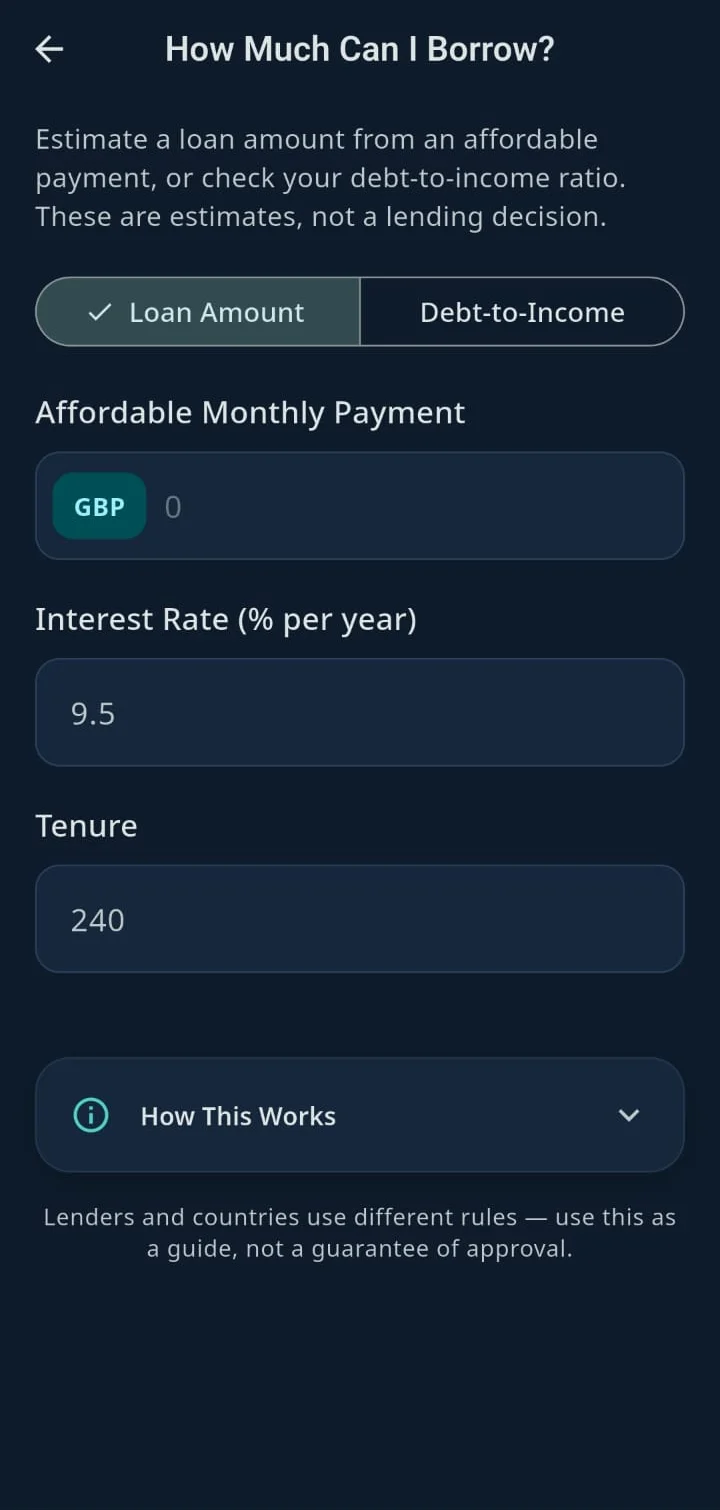 How Much Can I Borrow?
Estimate a loan amount from an affordable
payment, or check your debt-to-income ratio.
These are estimates, not a lending decision.
Loan Amount
Debt-to-Income
Affordable Monthly Payment
GBP 0
Interest Rate (% per year)
9.5
Tenure
240
How This Works
Lenders and countries use different rules — use this as
a guide, not a guarantee of approval.